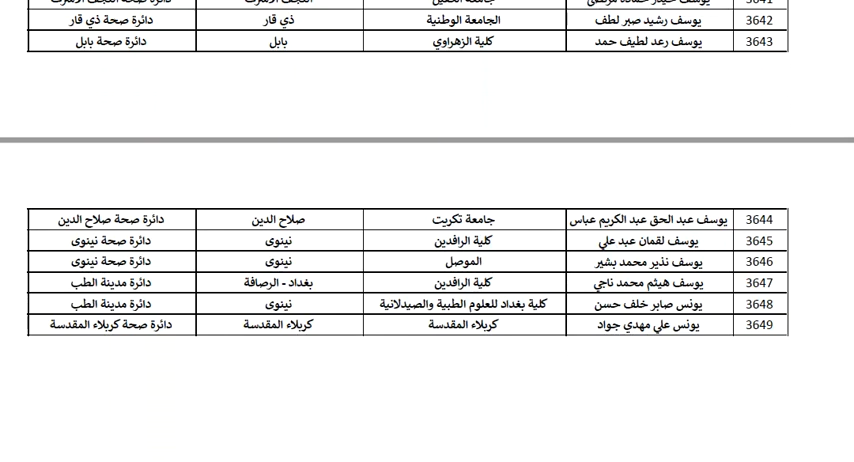 3642 يوسف رشيد صبر لطف الجامعة الوطنية ذي قار دائرة صحة ذي قار
3643 يوسف رعد لطيف حمد كلية الزهراوي بابل دائرة صحة بابل
3644 يوسف عبد الحق عبد الكريم عباس جامعة تكريت صلاح الدين دائرة صحة صلاح الدين
3645 يوسف لقمان عبد علي كلية الرافدين نينوى دائرة صحة نينوى
3646 يوسف نذير محمد بشير الموصل نينوى دائرة صحة نينوى
3647 يوسف هيثم محمد ناجي كلية الرافدين بغداد - الرصافة دائرة مدينة الطب
3648 يونس صابر خلف حسن كلية بغداد للعلوم الطبية والصيدلانية نينوى دائرة مدينة الطب
3649 يونس علي مهدي جواد كربلاء المقدسة كربلاء المقدسة دائرة صحة كربلاء المقدسة